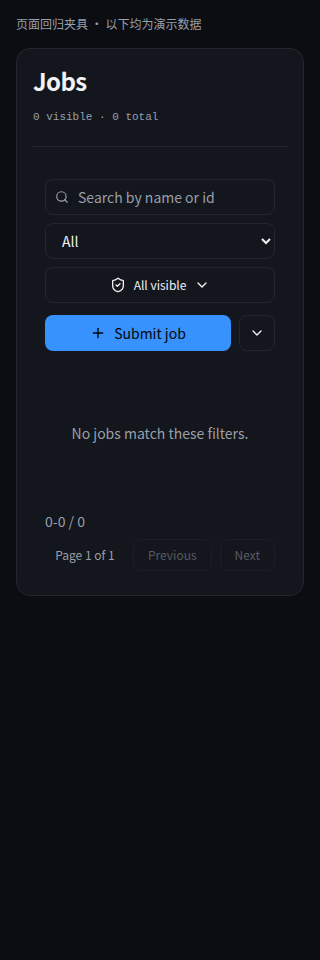 页面回归夹具 · 以下均为演示数据
Jobs
0 visible · 0 total
Search by name or id
All
All visible
Submit job
No jobs match these filters.
0-0 / 0
Page 1 of 1
Previous
Next